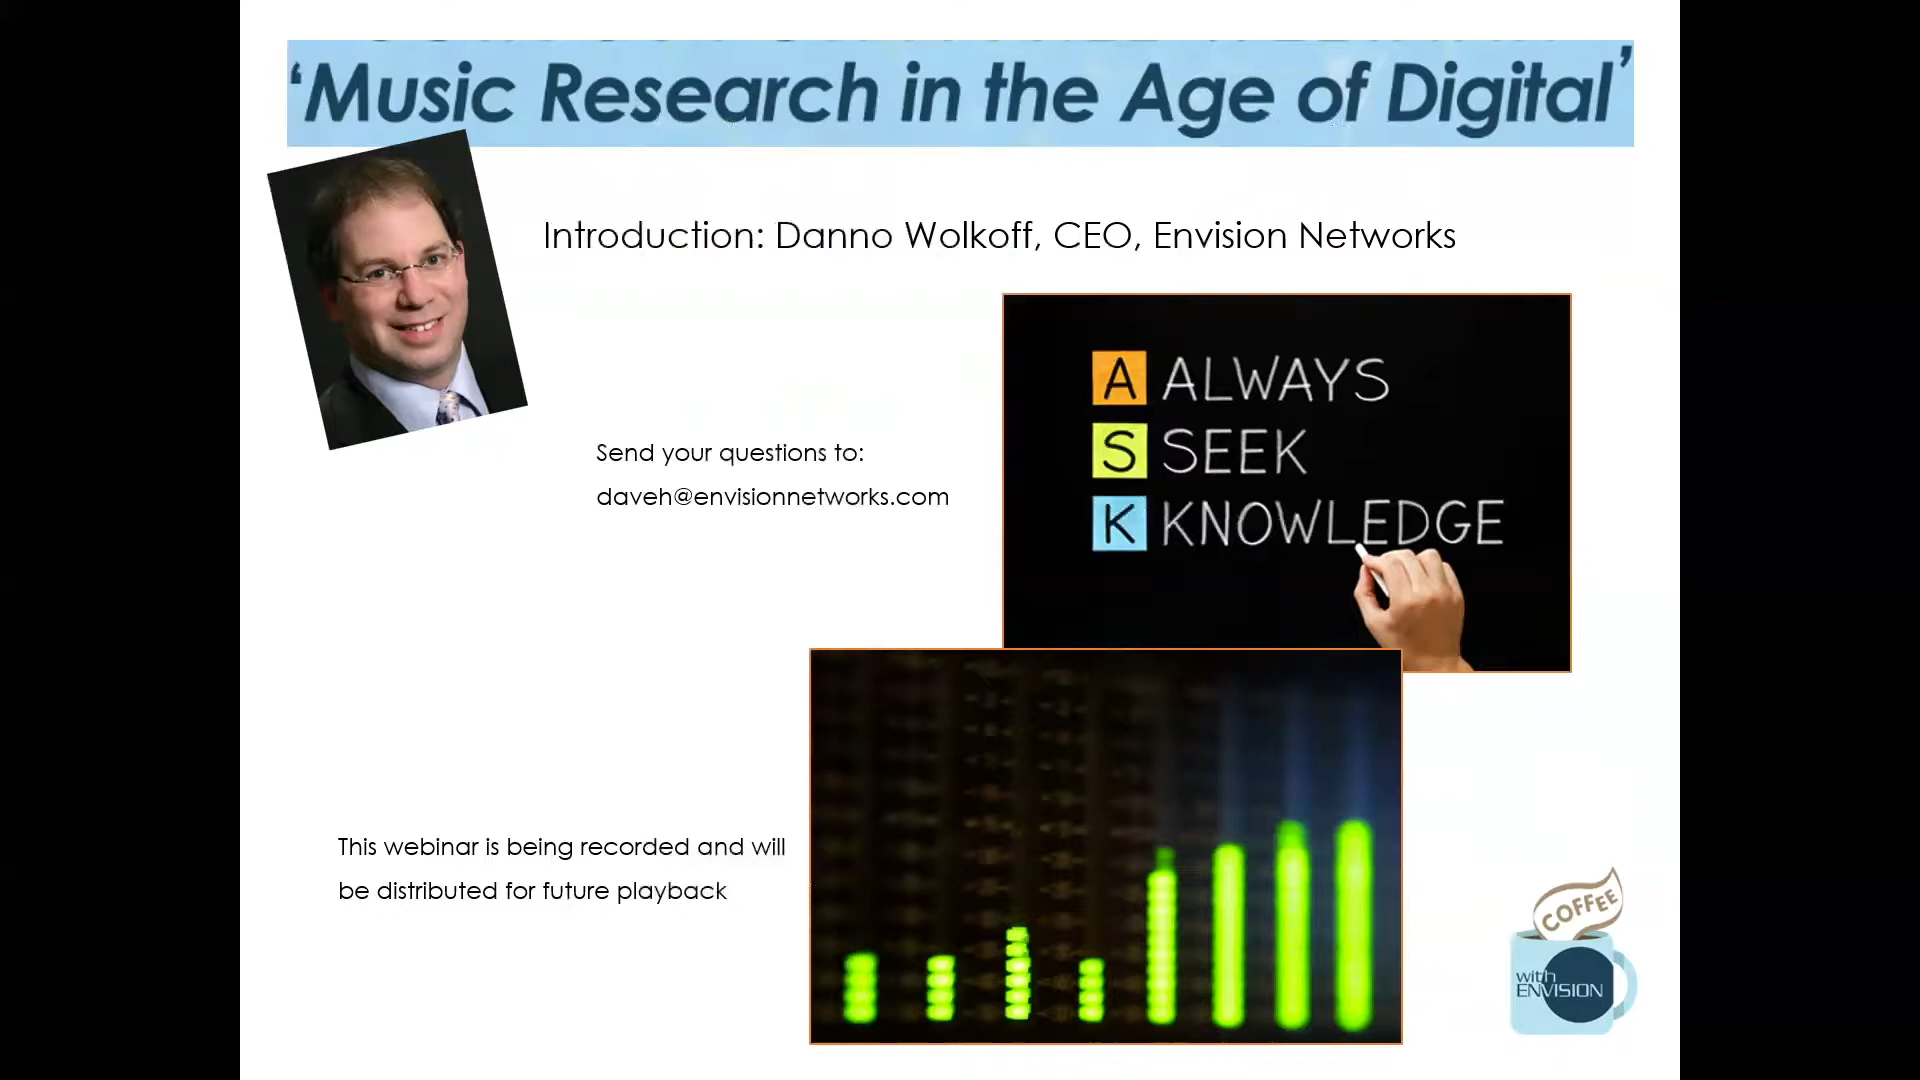 ‘Music Research in the Age of Digital’
Introduction: Danno Wolkoff, CEO, Envision Networks
A ALWAYS
S SEEK
K KNOWLEDGE
Send your questions to:
daveh@envisionnetworks.com
This webinar is being recorded and will
be distributed for future playback
COFFEE
with
ENVISION